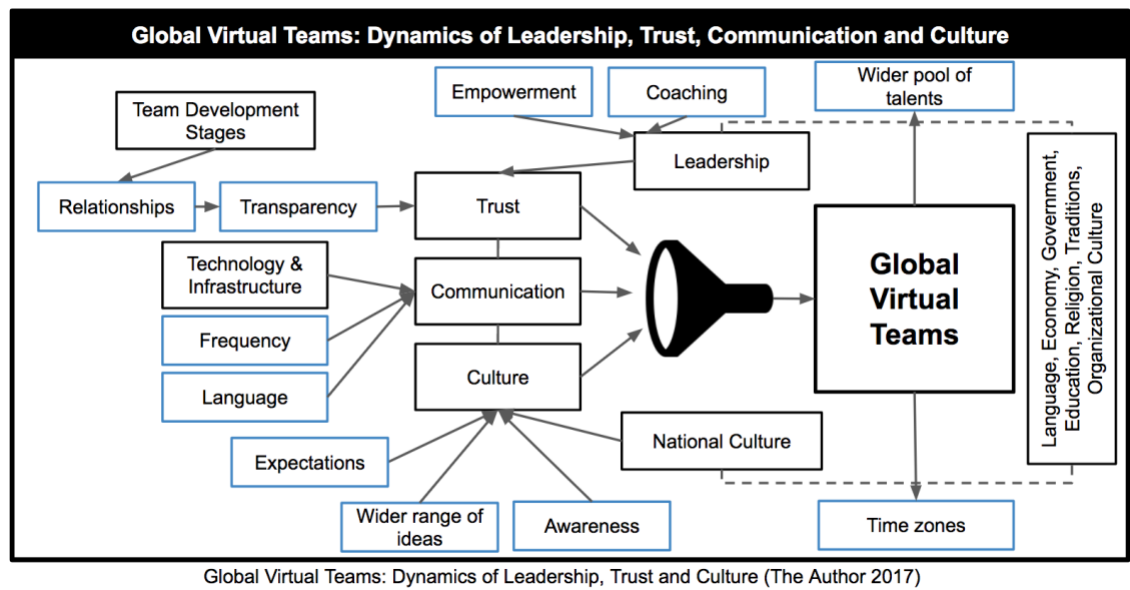 Global Virtual Teams: Dynamics of Leadership, Trust, Communication and Culture
Empowerment
Coaching
Wider pool of
talents
Team Development
Stages
Leadership
Relationships
Transparency
Trust
Technology &
Infrastructure
Communication
Frequency
Language
Culture
Global
Virtual
Teams
Language, Economy, Government,
Education, Religion, Traditions,
Organizational Culture
Expectations
National Culture
Wider range of
ideas
Awareness
Time zones
Global Virtual Teams: Dynamics of Leadership, Trust and Culture (The Author 2017)